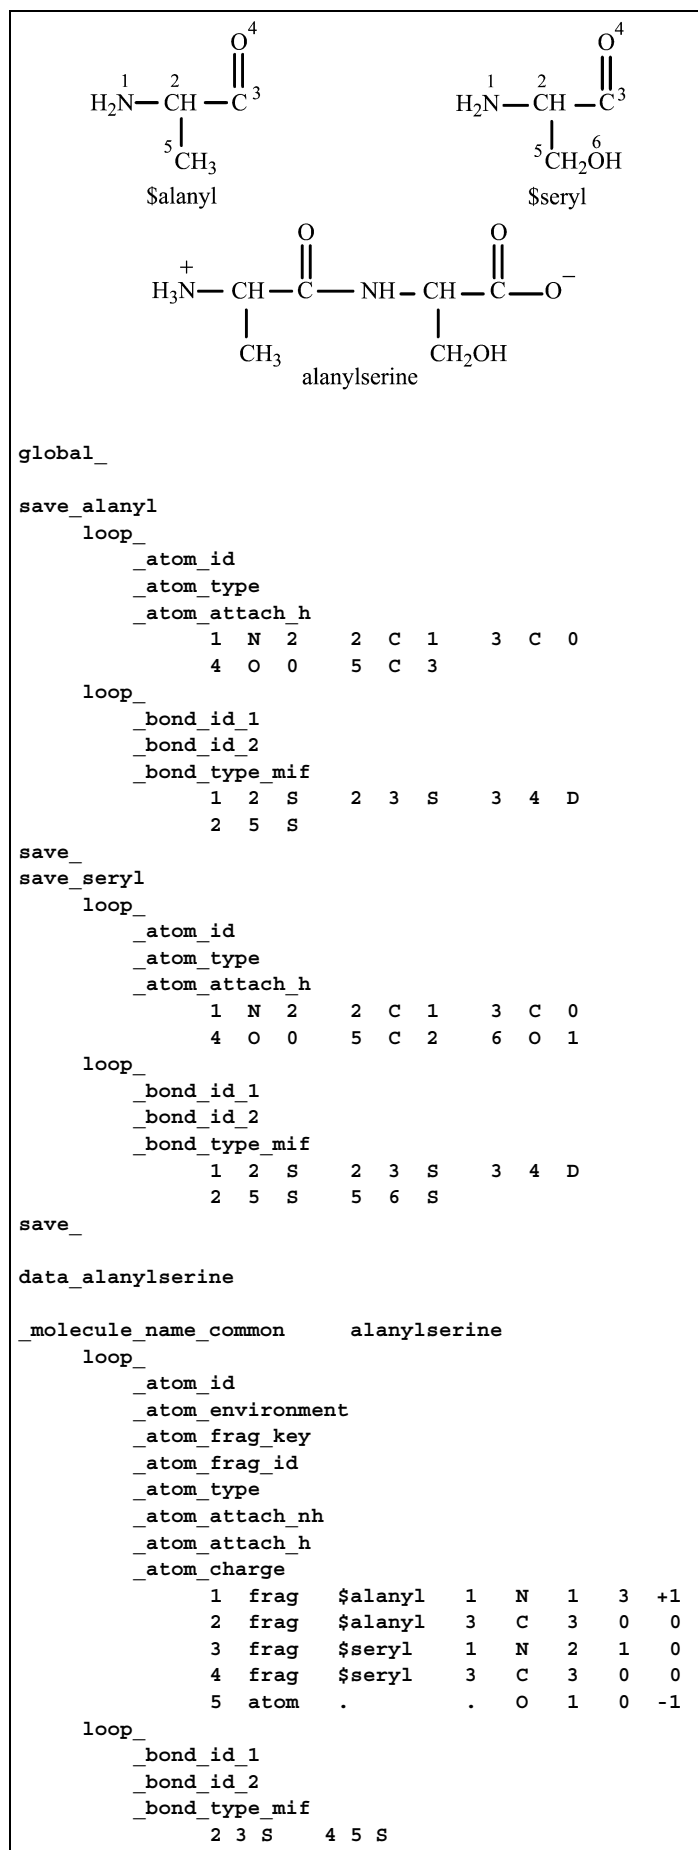 O4 O4
1 2 1 2
H2N—CH—C3 H2N—CH—C3
5 CH3 5 CH2OH 6
$alanyl $seryl
O O
+ −
H3N—CH—C—NH—CH—C—O
CH3 CH2OH
alanylserine
global_
save_alanyl
loop_
_atom_id
_atom_type
_atom_attach_h
1 N 2 2 C 1 3 C 0
4 O 0 5 C 3
loop_
_bond_id_1
_bond_id_2
_bond_type_mif
1 2 S 2 3 S 3 4 D
2 5 S
save_
save_seryl
loop_
_atom_id
_atom_type
_atom_attach_h
1 N 2 2 C 1 3 C 0
4 O 0 5 C 2 6 O 1
loop_
_bond_id_1
_bond_id_2
_bond_type_mif
1 2 S 2 3 S 3 4 D
2 5 S 5 6 S
save_
data_alanylserine
_molecule_name_common alanylserine
loop_
_atom_id
_atom_environment
_atom_frag_key
_atom_frag_id
_atom_type
_atom_attach_nh
_atom_attach_h
_atom_charge
1 frag $alanyl 1 N 1 3 +1
2 frag $alanyl 3 C 3 0 0
3 frag $seryl 1 N 2 1 0
4 frag $seryl 3 C 3 0 0
5 atom . . O 1 0 -1
loop_
_bond_id_1
_bond_id_2
_bond_type_mif
2 3 S 4 5 S